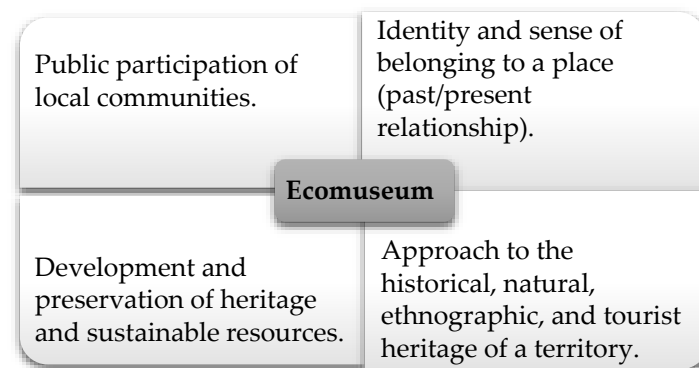 Public participation of
local communities.
Identity and sense of
belonging to a place
(past/present
relationship).
Ecomuseum
Development and
preservation of heritage
and sustainable resources.
Approach to the
historical, natural,
ethnographic, and tourist
heritage of a territory.